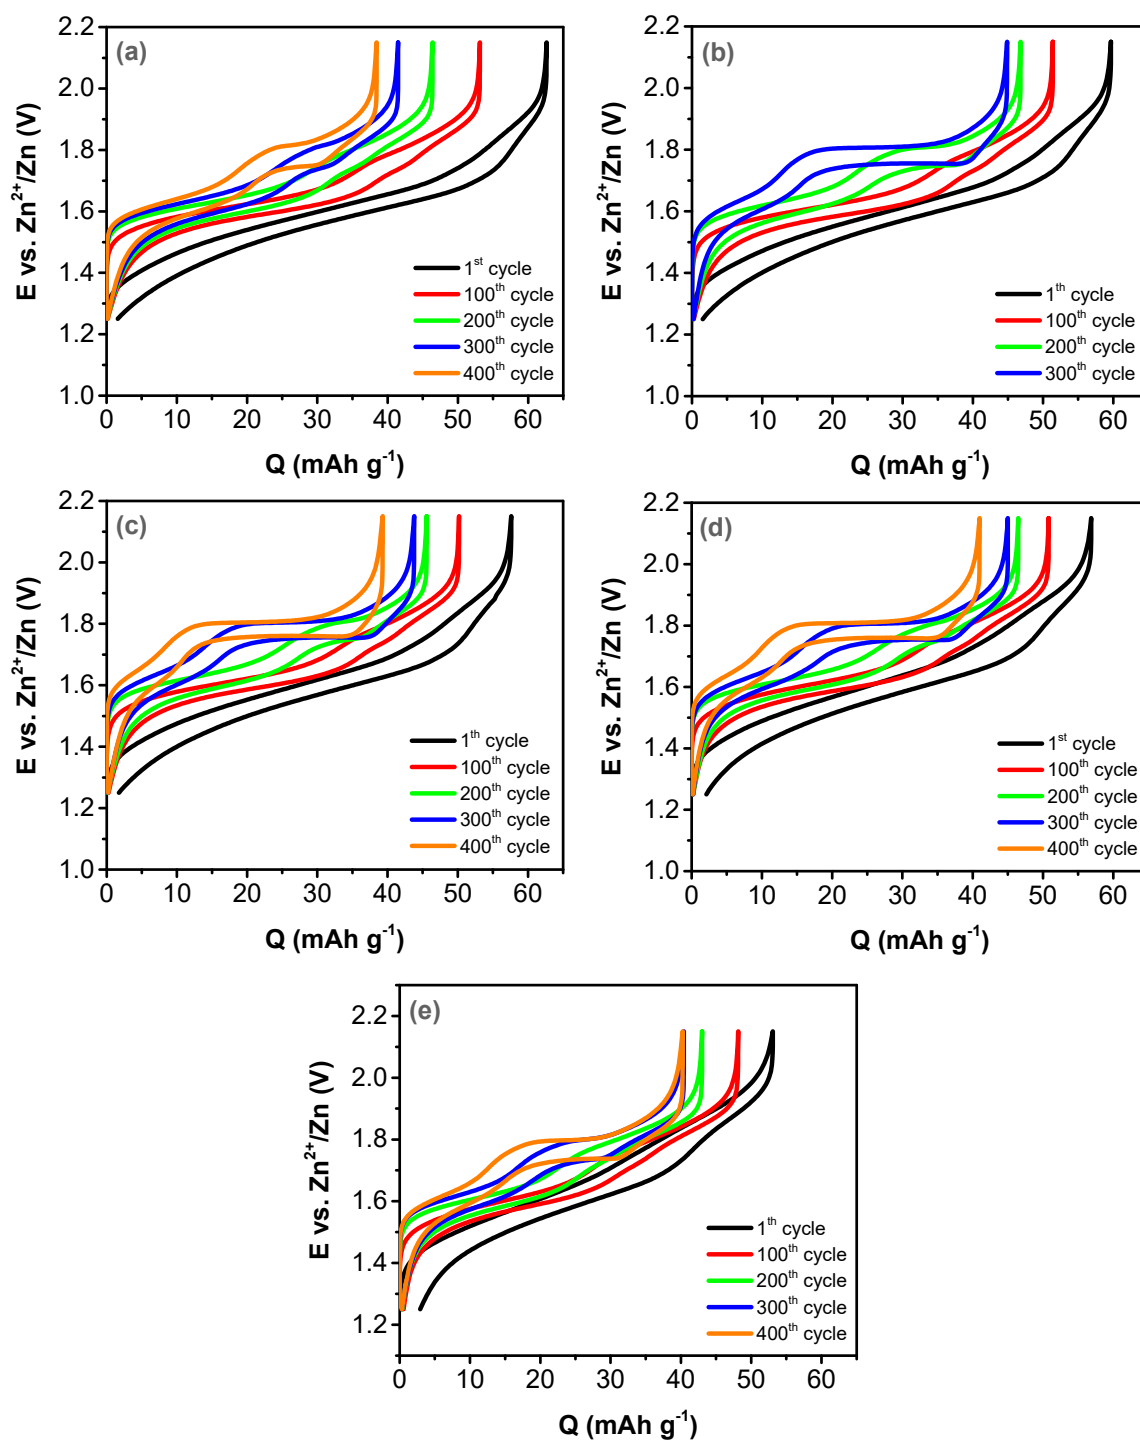 (a)
E vs. Zn²⁺/Zn (V)
2.2
2.0
1.8
1.6
1.4
1.2
1.0
1ˢᵗ cycle
100ᵗʰ cycle
200ᵗʰ cycle
300ᵗʰ cycle
400ᵗʰ cycle
0 10 20 30 40 50 60
Q (mAh g⁻¹)
(b)
E vs. Zn²⁺/Zn (V)
2.2
2.0
1.8
1.6
1.4
1.2
1.0
1ᵗʰ cycle
100ᵗʰ cycle
200ᵗʰ cycle
300ᵗʰ cycle
0 10 20 30 40 50 60
Q (mAh g⁻¹)
(c)
E vs. Zn²⁺/Zn (V)
2.2
2.0
1.8
1.6
1.4
1.2
1.0
1ᵗʰ cycle
100ᵗʰ cycle
200ᵗʰ cycle
300ᵗʰ cycle
400ᵗʰ cycle
0 10 20 30 40 50 60
Q (mAh g⁻¹)
(d)
E vs. Zn²⁺/Zn (V)
2.2
2.0
1.8
1.6
1.4
1.2
1.0
1ˢᵗ cycle
100ᵗʰ cycle
200ᵗʰ cycle
300ᵗʰ cycle
400ᵗʰ cycle
0 10 20 30 40 50 60
Q (mAh g⁻¹)
(e)
E vs. Zn²⁺/Zn (V)
2.2
2.0
1.8
1.6
1.4
1.2
1ᵗʰ cycle
100ᵗʰ cycle
200ᵗʰ cycle
300ᵗʰ cycle
400ᵗʰ cycle
0 10 20 30 40 50 60
Q (mAh g⁻¹)